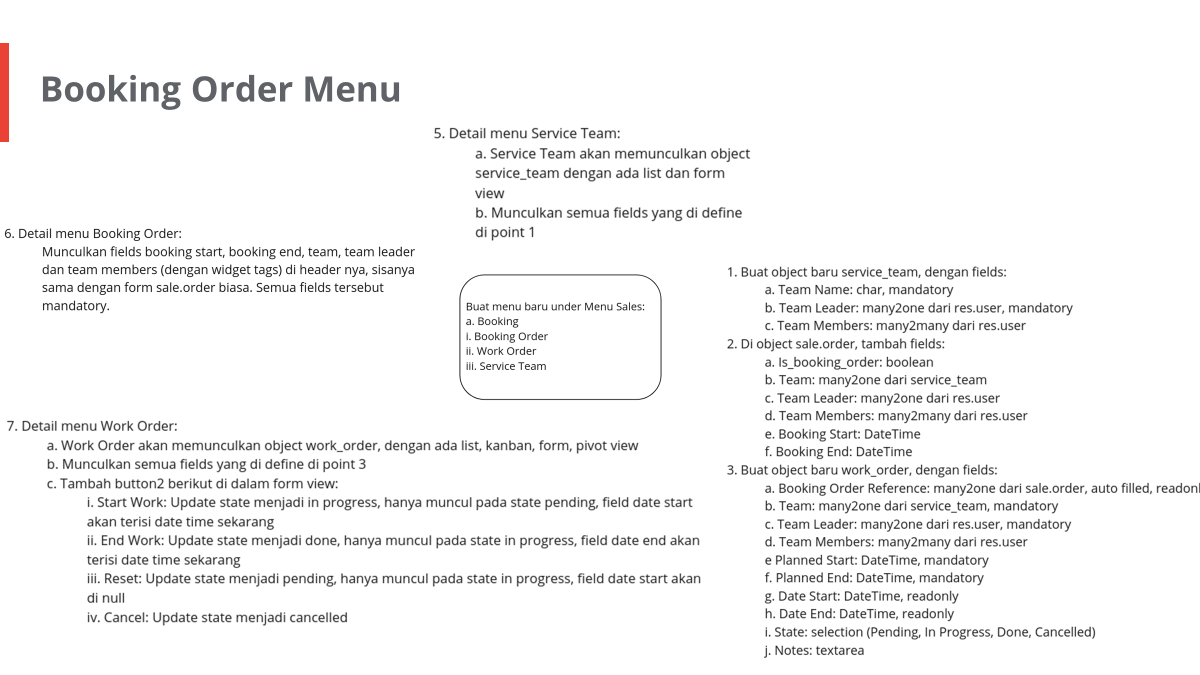 Booking Order Menu
5. Detail menu Service Team:
a. Service Team akan memunculkan object
service_team dengan ada list dan form
view
b. Munculkan semua fields yang di define
di point 1
6. Detail menu Booking Order:
Munculkan fields booking start, booking end, team, team leader
dan team members (dengan widget tags) di header nya, sisanya
sama dengan form sale.order biasa. Semua fields tersebut
mandatory.
Buat menu baru under Menu Sales:
a. Booking
i. Booking Order
ii. Work Order
iii. Service Team
1. Buat object baru service_team, dengan fields:
a. Team Name: char, mandatory
b. Team Leader: many2one dari res.user, mandatory
c. Team Members: many2many dari res.user
2. Di object sale.order, tambah fields:
a. Is_booking_order: boolean
b. Team: many2one dari service_team
c. Team Leader: many2one dari res.user
d. Team Members: many2many dari res.user
e. Booking Start: DateTime
f. Booking End: DateTime
3. Buat object baru work_order, dengan fields:
a. Booking Order Reference: many2one dari sale.order, auto filled, readonl
b. Team: many2one dari service_team, mandatory
c. Team Leader: many2one dari res.user, mandatory
d. Team Members: many2many dari res.user
e Planned Start: DateTime, mandatory
f. Planned End: DateTime, mandatory
g. Date Start: DateTime, readonly
h. Date End: DateTime, readonly
i. State: selection (Pending, In Progress, Done, Cancelled)
j. Notes: textarea
7. Detail menu Work Order:
a. Work Order akan memunculkan object work_order, dengan ada list, kanban, form, pivot view
b. Munculkan semua fields yang di define di point 3
c. Tambah button2 berikut di dalam form view:
i. Start Work: Update state menjadi in progress, hanya muncul pada state pending, field date start
akan terisi date time sekarang
ii. End Work: Update state menjadi done, hanya muncul pada state in progress, field date end akan
terisi date time sekarang
iii. Reset: Update state menjadi pending, hanya muncul pada state in progress, field date start akan
di null
iv. Cancel: Update state menjadi cancelled